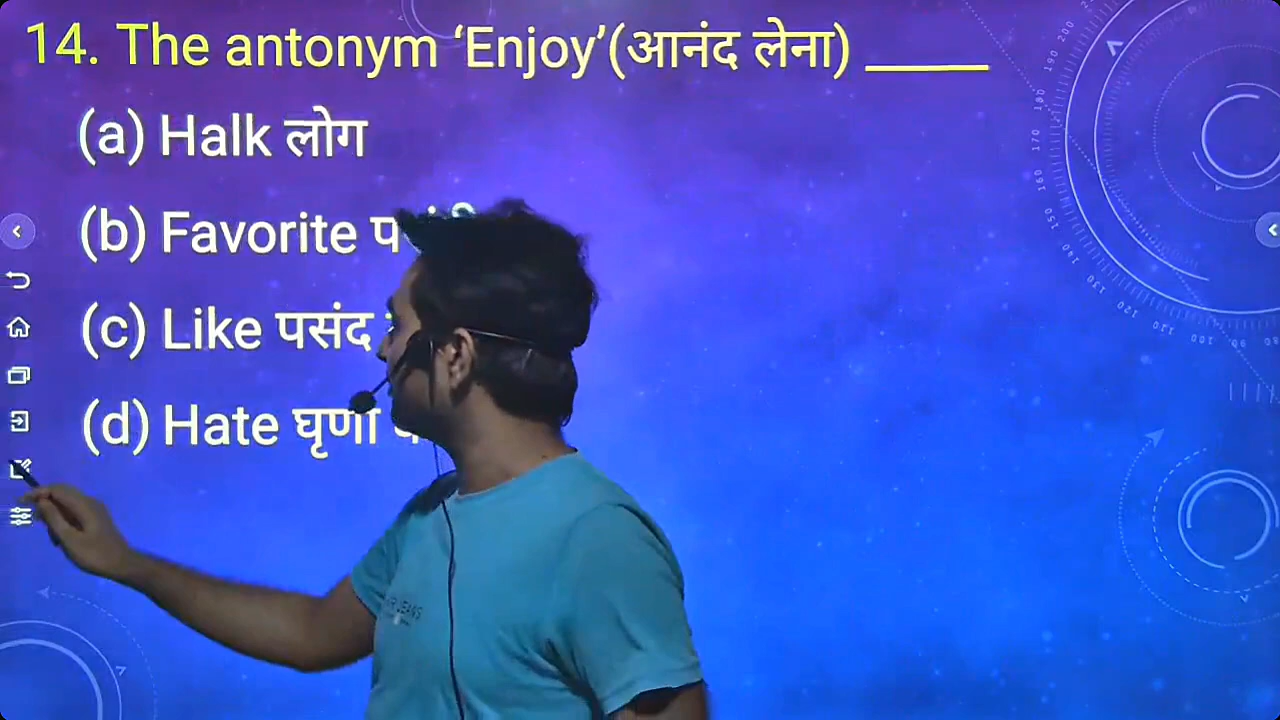 14. The antonym ‘Enjoy’(आनंद लेना) _____
(a) Halk लोग
(b) Favorite
(c) Like पसंद
(d) Hate घृणा